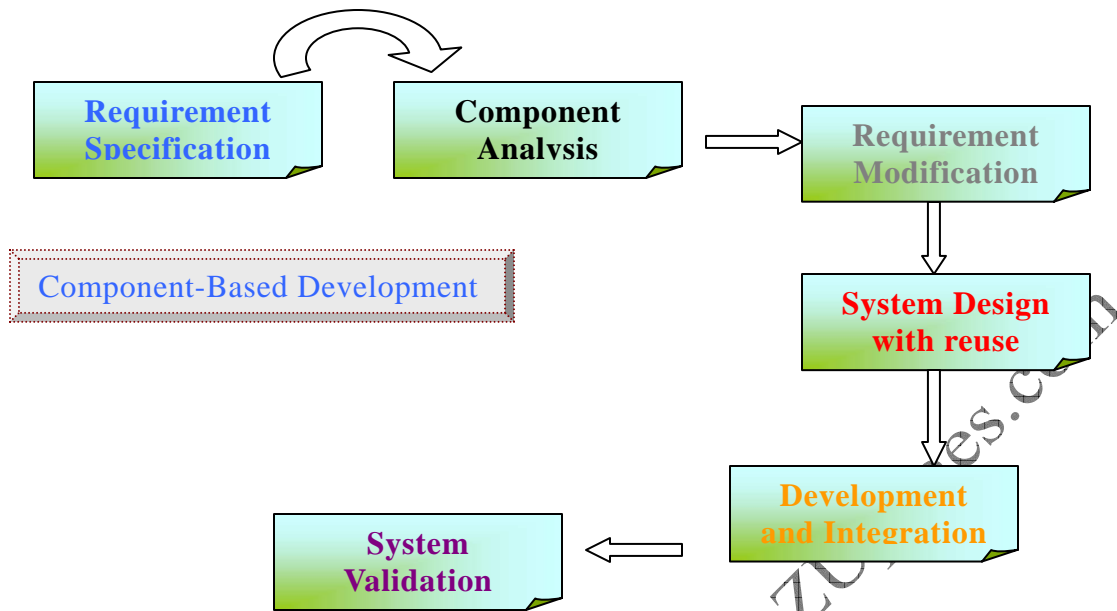 Requirement
Specification
Component
Analysis
Requirement
Modification
Component-Based Development
System Design
with reuse
Development
and Integration
System
Validation